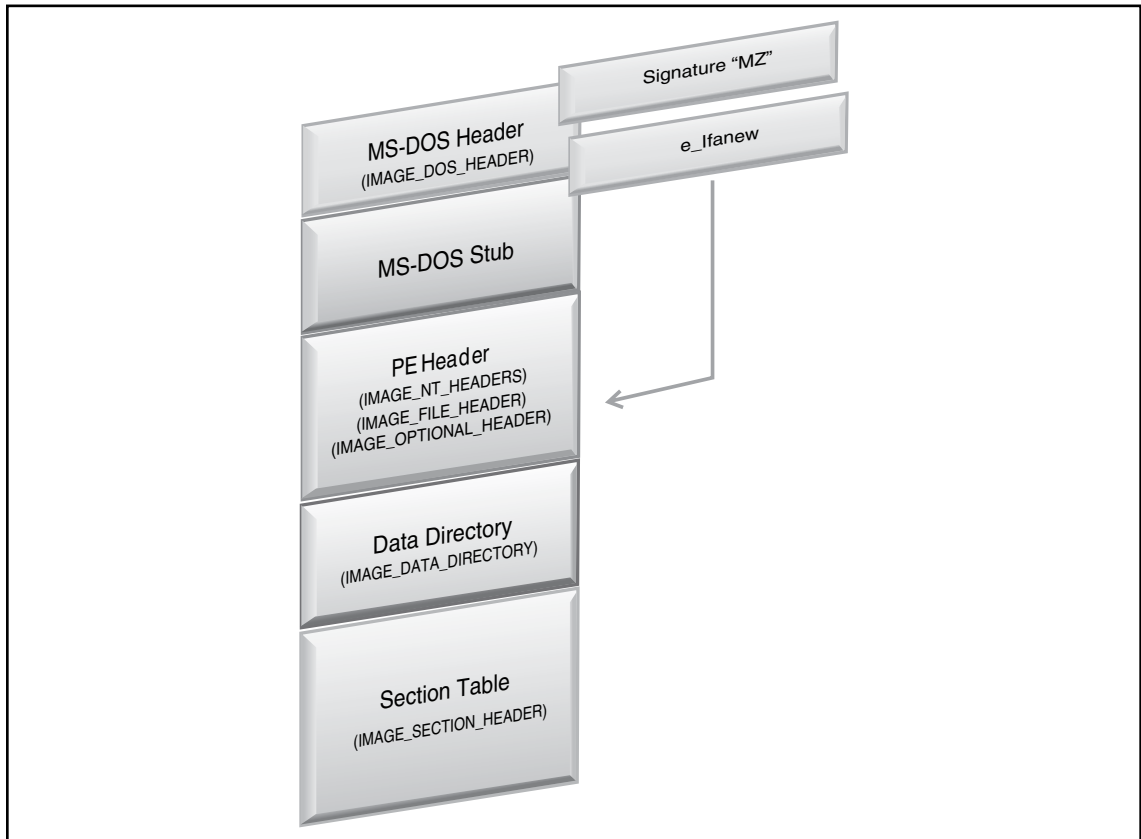 Signature “MZ”
e_lfanew
MS-DOS Header
(IMAGE_DOS_HEADER)
MS-DOS Stub
PE Header
(IMAGE_NT_HEADERS)
(IMAGE_FILE_HEADER)
(IMAGE_OPTIONAL_HEADER)
Data Directory
(IMAGE_DATA_DIRECTORY)
Section Table
(IMAGE_SECTION_HEADER)